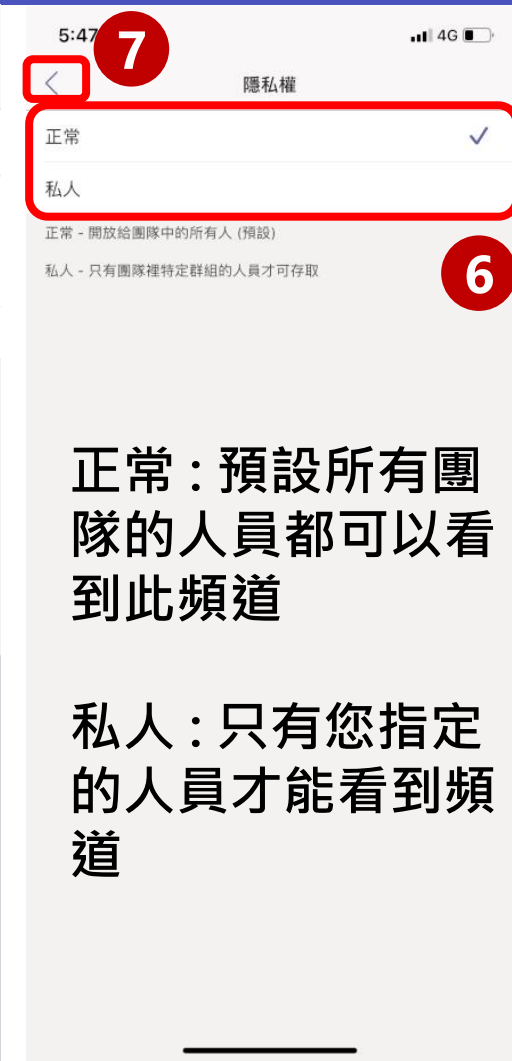 5:47
7
4G
隱私權
正常
私人
正常 - 開放給團隊中的所有人 (預設)
私人 - 只有團隊裡特定群組的人員才可存取
6
正常 : 預設所有團
隊的人員都可以看
到此頻道
私人 : 只有您指定
的人員才能看到頻
道